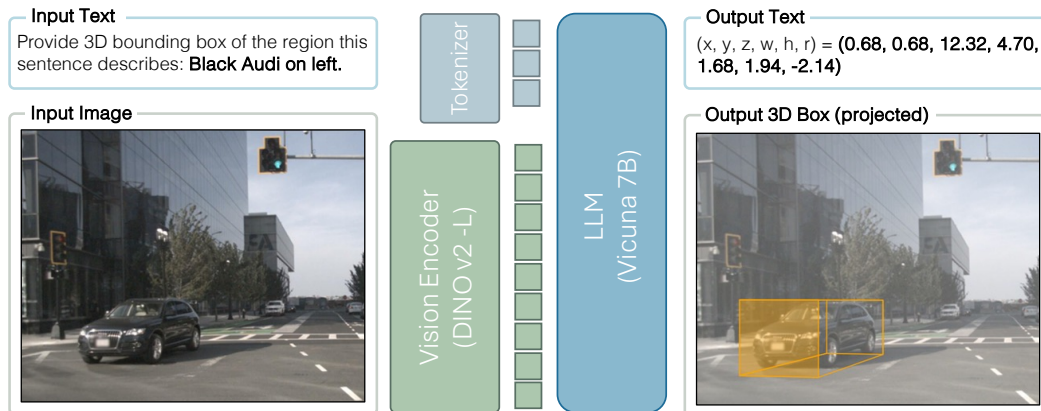 Input Text
Provide 3D bounding box of the region this
sentence describes: Black Audi on left.
Input Image
Tokenizer
Vision Encoder
(DINO v2 -L)
LLM
(Vicuna 7B)
Output Text
(x, y, z, w, h, r) = (0.68, 0.68, 12.32, 4.70,
1.68, 1.94, -2.14)
Output 3D Box (projected)